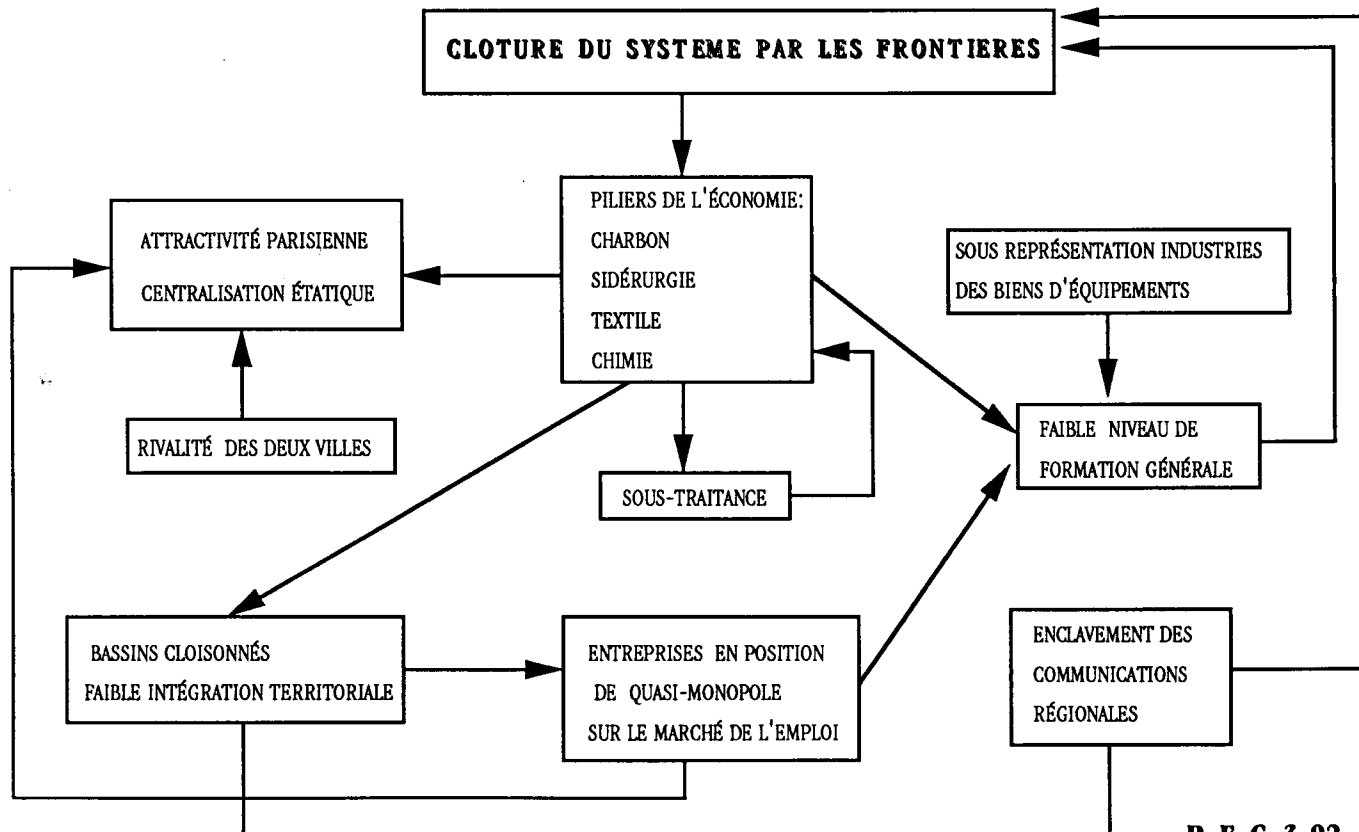 CLOTURE DU SYSTEME PAR LES FRONTIERES
PILIERS DE L'ÉCONOMIE:
CHARBON
SIDÉRURGIE
TEXTILE
CHIMIE
ATTRACTIVITÉ PARISIENNE
CENTRALISATION ÉTATIQUE
SOUS REPRÉSENTATION INDUSTRIES
DES BIENS D'ÉQUIPEMENTS
RIVALITÉ DES DEUX VILLES
SOUS-TRAITANCE
FAIBLE NIVEAU DE
FORMATION GÉNÉRALE
BASSINS CLOISONNÉS
FAIBLE INTÉGRATION TERRITORIALE
ENTREPRISES EN POSITION
DE QUASI-MONOPOLE
SUR LE MARCHÉ DE L'EMPLOI
ENCLAVEMENT DES
COMMUNICATIONS
RÉGIONALES